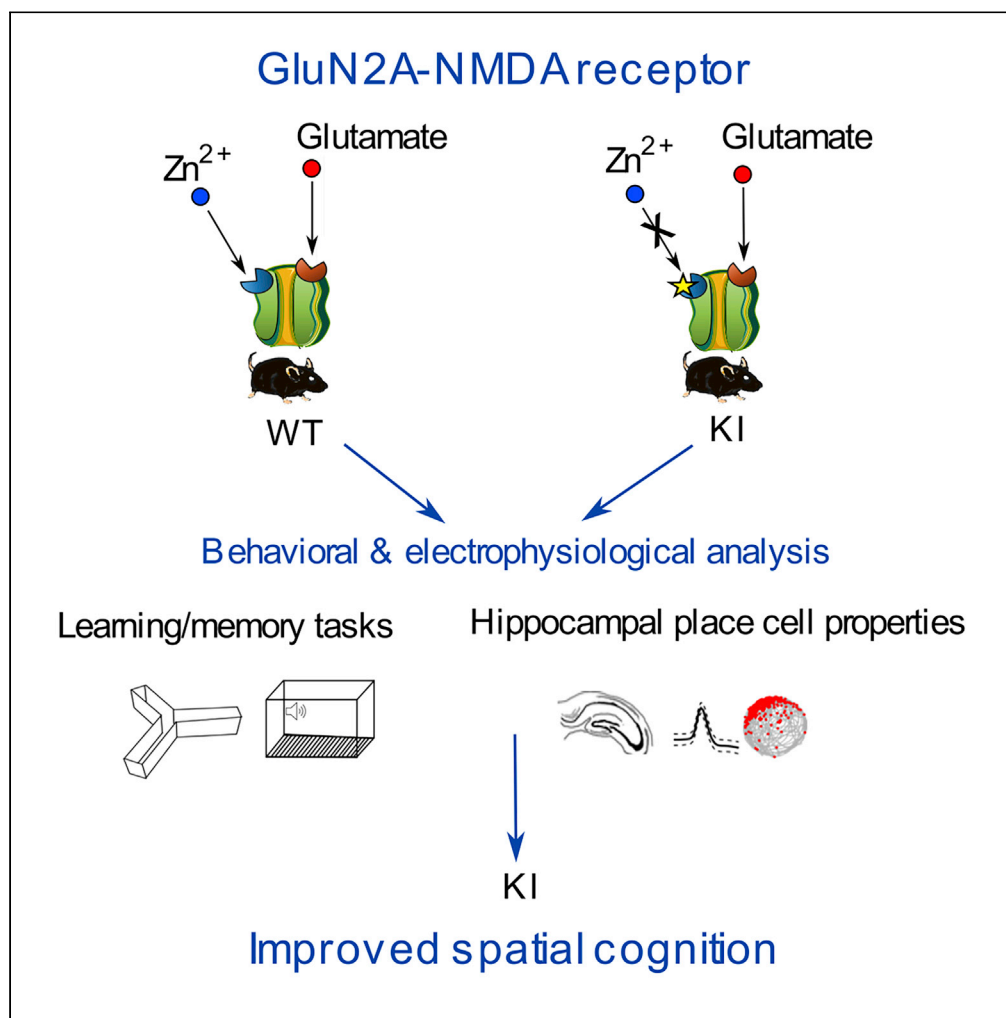 GluN2A-NMDA receptor
Zn2+
Glutamate
Zn2+
Glutamate
WT
KI
Behavioral & electrophysiological analysis
Learning/memory tasks
Hippocampal place cell properties
KI
Improved spatial cognition